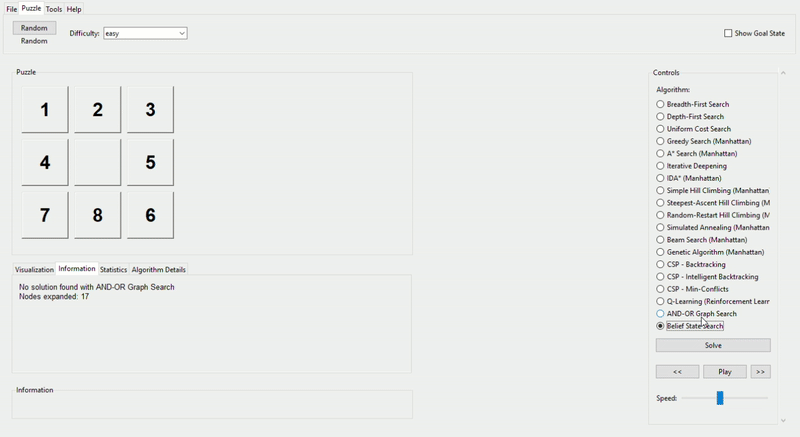 File Puzzle Tools Help
Random
Random
Difficulty: easy
Show Goal State
Puzzle
1 2 3
4 5
7 8 6
Visualization Information Statistics Algorithm Details
No solution found with AND-OR Graph Search
Nodes expanded: 17
Information
Controls
Algorithm:
Breadth-First Search
Depth-First Search
Uniform Cost Search
Greedy Search (Manhattan)
A* Search (Manhattan)
Iterative Deepening
IDA* (Manhattan)
Simple Hill Climbing (Manhattan
Steepest-Ascent Hill Climbing (M
Random-Restart Hill Climbing (M
Simulated Annealing (Manhattan
Beam Search (Manhattan)
Genetic Algorithm (Manhattan)
CSP - Backtracking
CSP - Intelligent Backtracking
CSP - Min-Conflicts
Q-Learning (Reinforcement Learr
AND-OR Graph Search
Belief State Search
Solve
<< Play >>
Speed: